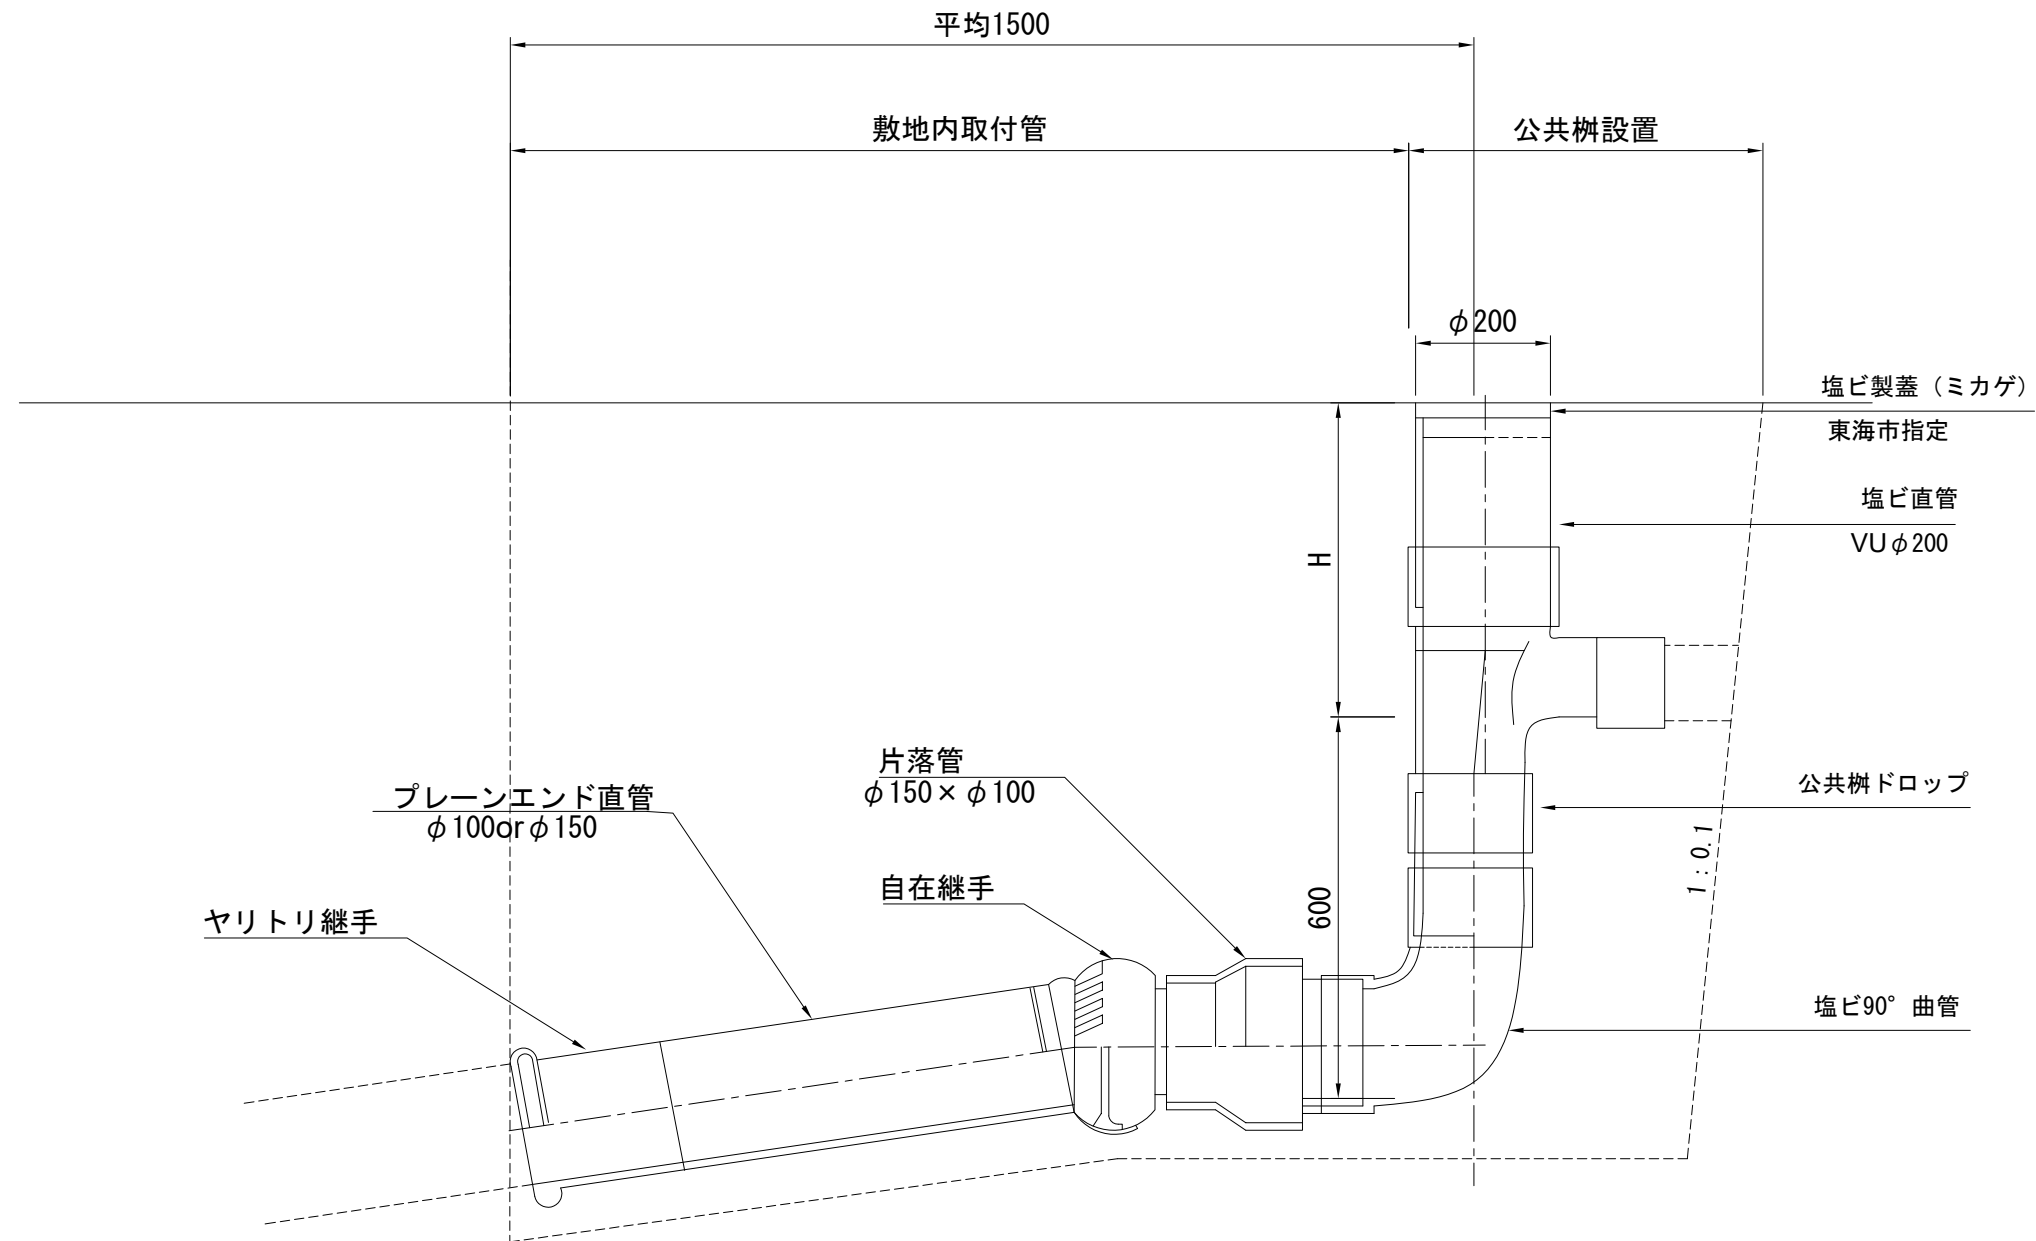 平均1500
敷地内取付管
公共桝設置
φ200
塩ビ製蓋（ミカゲ）
東海市指定
塩ビ直管
VUφ200
H
片落管
φ150×φ100
プレーンエンド直管
φ100orφ150
公共桝ドロップ
1:0.1
自在継手
600
ヤリトリ継手
塩ビ90°曲管